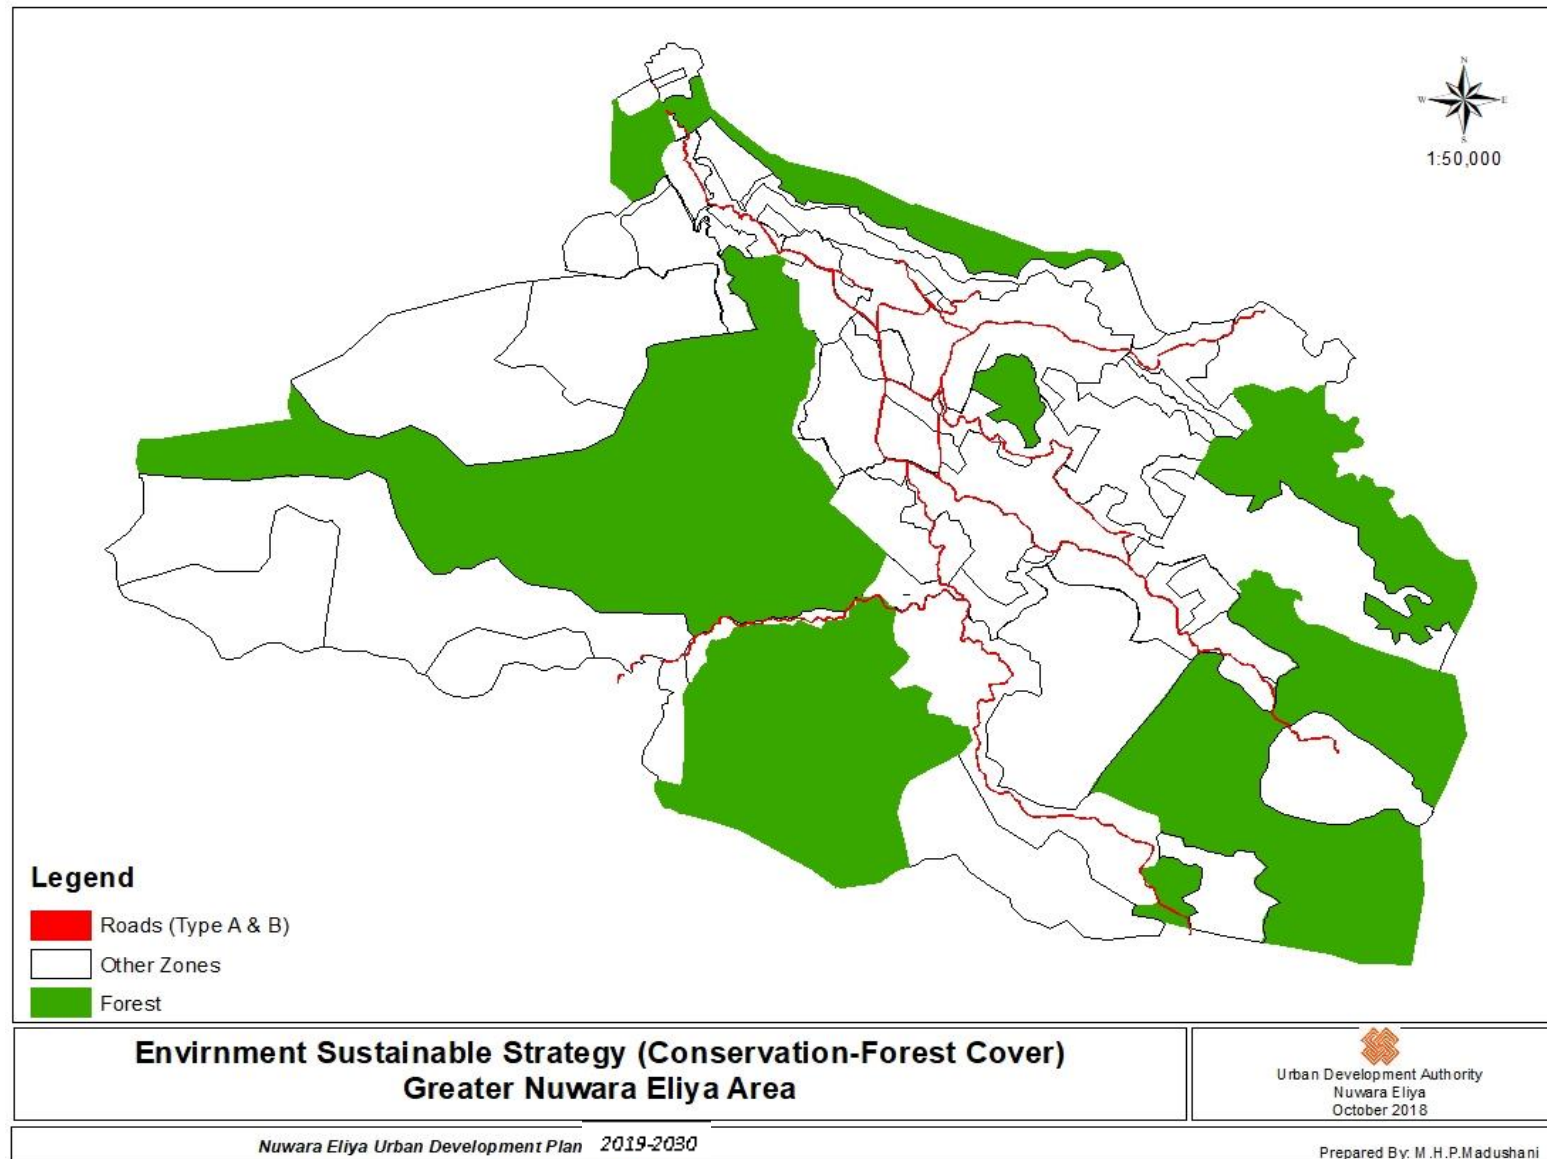 N
W E
S
1:50,000
Legend
Roads (Type A & B)
Other Zones
Forest
Envirnment Sustainable Strategy (Conservation-Forest Cover)
Greater Nuwara Eliya Area
Urban Development Authority
Nuwara Eliya
October 2018
Nuwara Eliya Urban Development Plan 2019-2030
Prepared By: M.H.P.Madushani